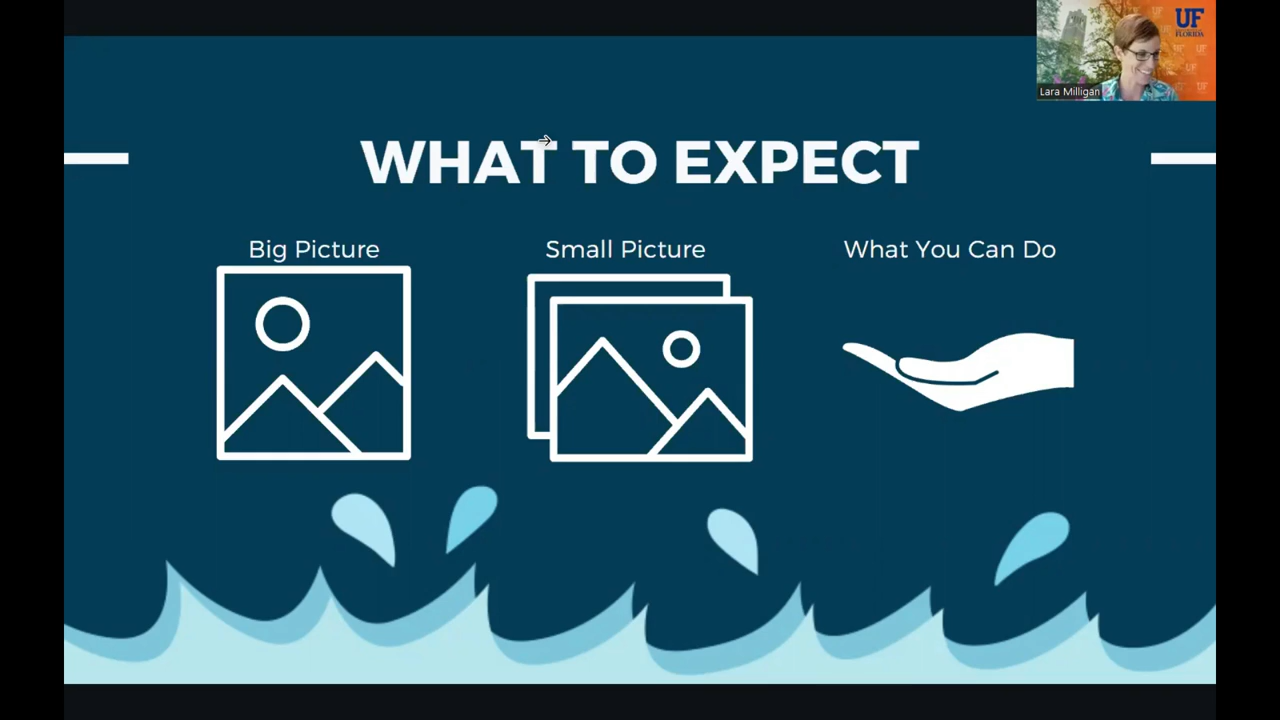 UF
FLORIDA
Lara Milligan
WHAT TO EXPECT
Big Picture
Small Picture
What You Can Do